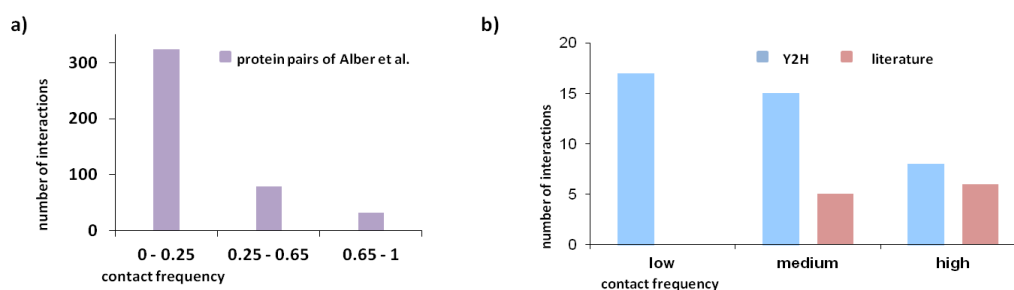 a)
number of interactions
300
200
100
0
protein pairs of Alber et al.
0 - 0.25
0.25 - 0.65
0.65 - 1
contact frequency
b)
number of interactions
20
15
10
5
0
Y2H
literature
low
medium
high
contact frequency